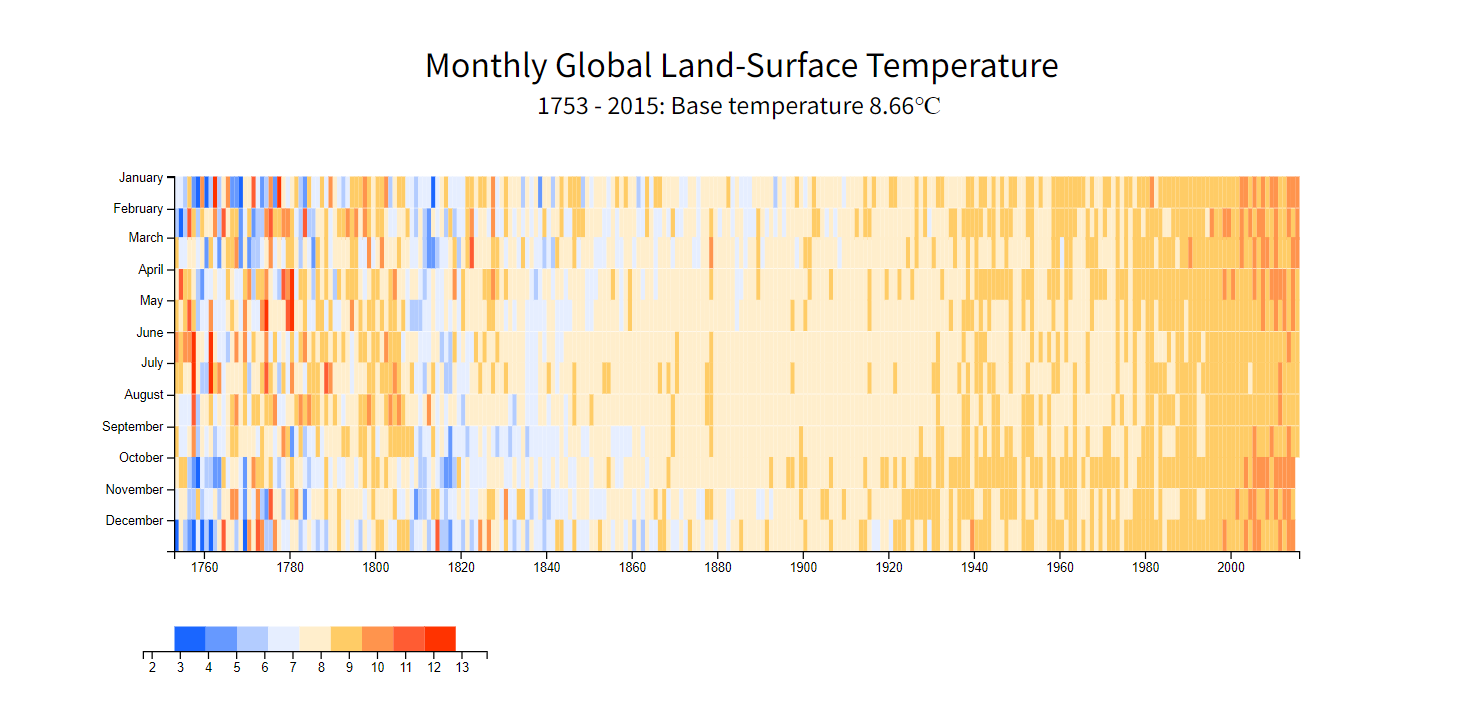 Monthly Global Land-Surface Temperature
1753 - 2015: Base temperature 8.66℃
January
February
March
April
May
June
July
August
September
October
November
December
1760 1780 1800 1820 1840 1860 1880 1900 1920 1940 1960 1980 2000
2 3 4 5 6 7 8 9 10 11 12 13